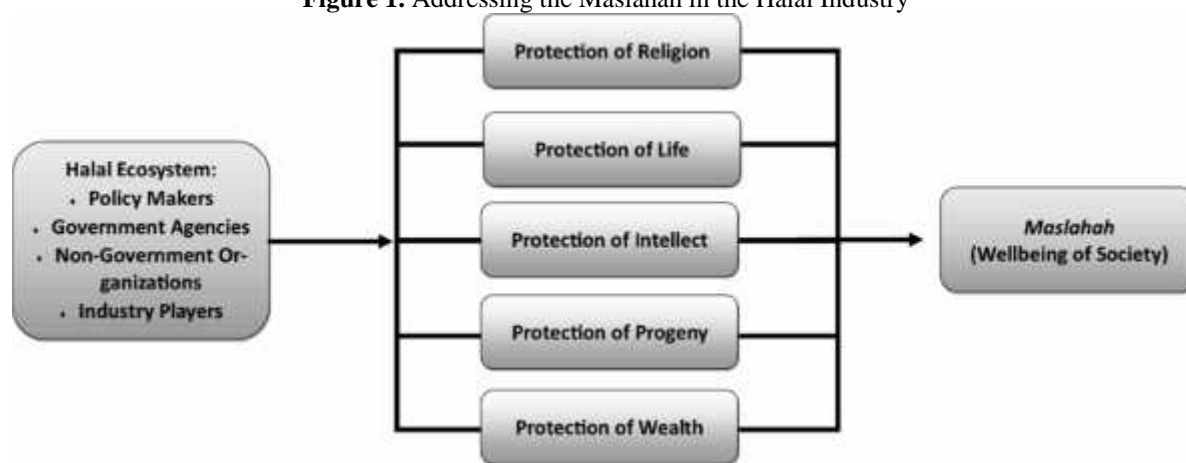 Figure 1. Addressing the Maslahah in the Halal Industry
Halal Ecosystem:
• Policy Makers
• Government Agencies
• Non-Government Or-
ganizations
• Industry Players
Protection of Religion
Protection of Life
Protection of Intellect
Protection of Progeny
Protection of Wealth
Maslahah
(Wellbeing of Society)